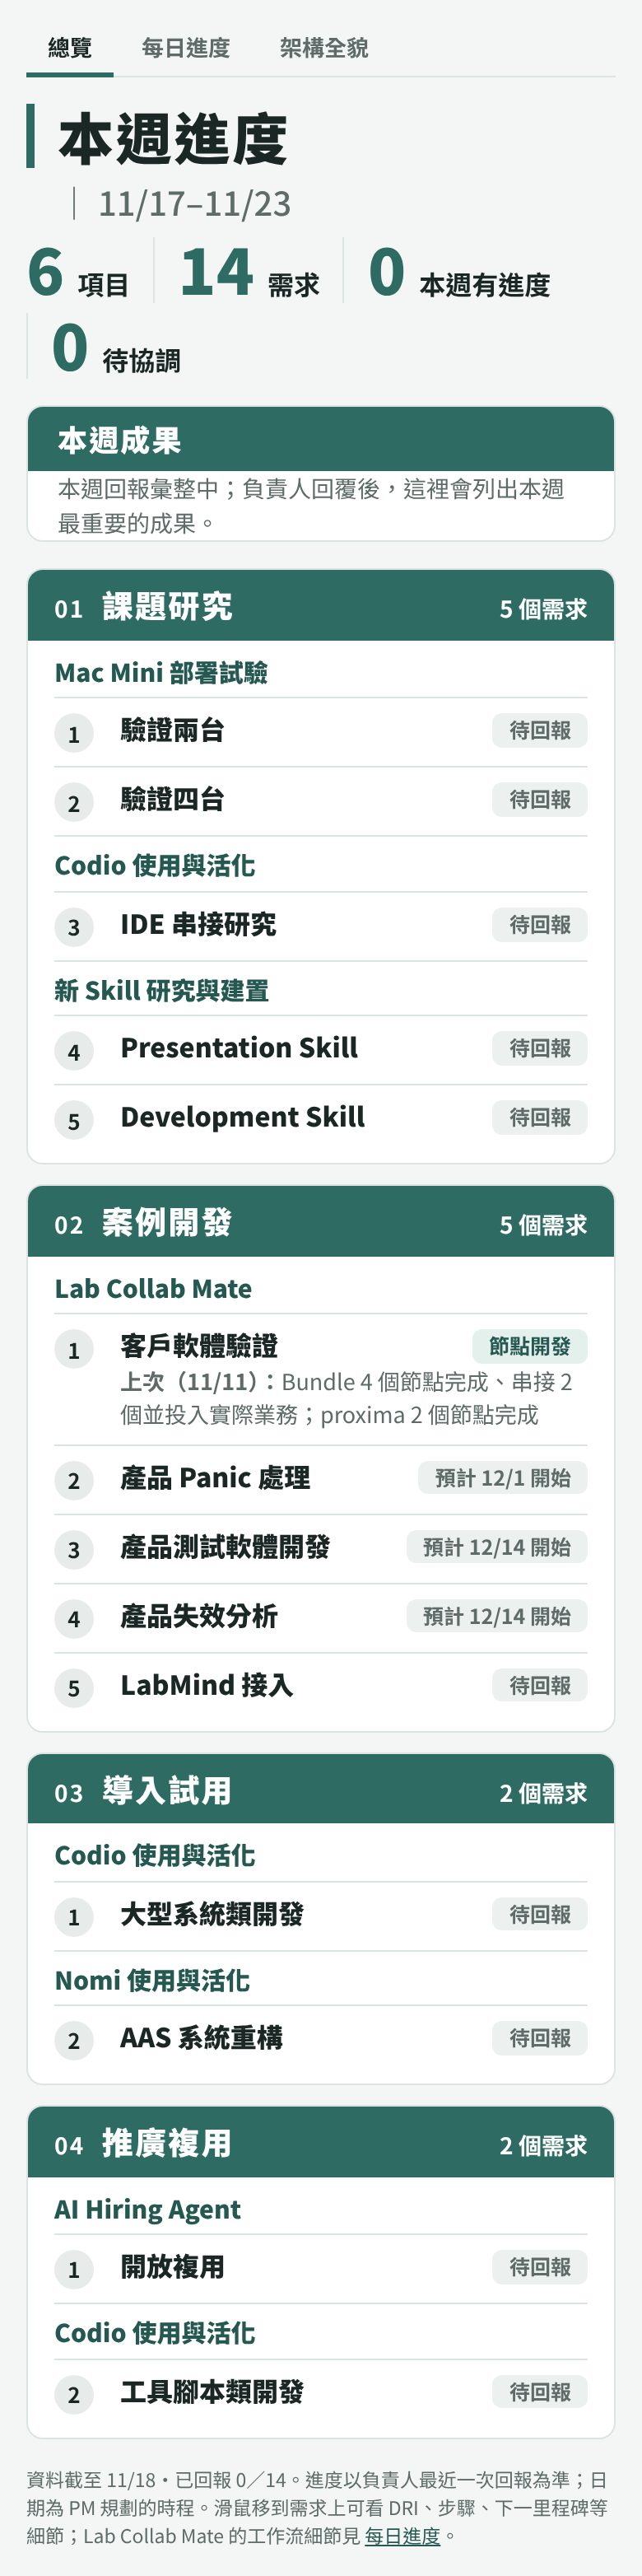 總覽 每日進度 架構全貌
本週進度
| 11/17–11/23
6 項目 14 需求 0 本週有進度
0 待協調
本週成果
本週回報彙整中；負責人回覆後，這裡會列出本週
最重要的成果。
01 課題研究 5 個需求
Mac Mini 部署試驗
1 驗證兩台 待回報
2 驗證四台 待回報
Codio 使用與活化
3 IDE 串接研究 待回報
新 Skill 研究與建置
4 Presentation Skill 待回報
5 Development Skill 待回報
02 案例開發 5 個需求
Lab Collab Mate
1 客戶軟體驗證 節點開發
上次（11/11）：Bundle 4 個節點完成、串接 2
個並投入實際業務；proxima 2 個節點完成
2 產品 Panic 處理 預計 12/1 開始
3 產品測試軟體開發 預計 12/14 開始
4 產品失效分析 預計 12/14 開始
5 LabMind 接入 待回報
03 導入試用 2 個需求
Codio 使用與活化
1 大型系統類開發 待回報
Nomi 使用與活化
2 AAS 系統重構 待回報
04 推廣複用 2 個需求
AI Hiring Agent
1 開放複用 待回報
Codio 使用與活化
2 工具腳本類開發 待回報
資料截至 11/18・已回報 0／14。進度以負責人最近一次回報為準；日
期為 PM 規劃的時程。滑鼠移到需求上可看 DRI、步驟、下一里程碑等
細節；Lab Collab Mate 的工作流細節見 每日進度。